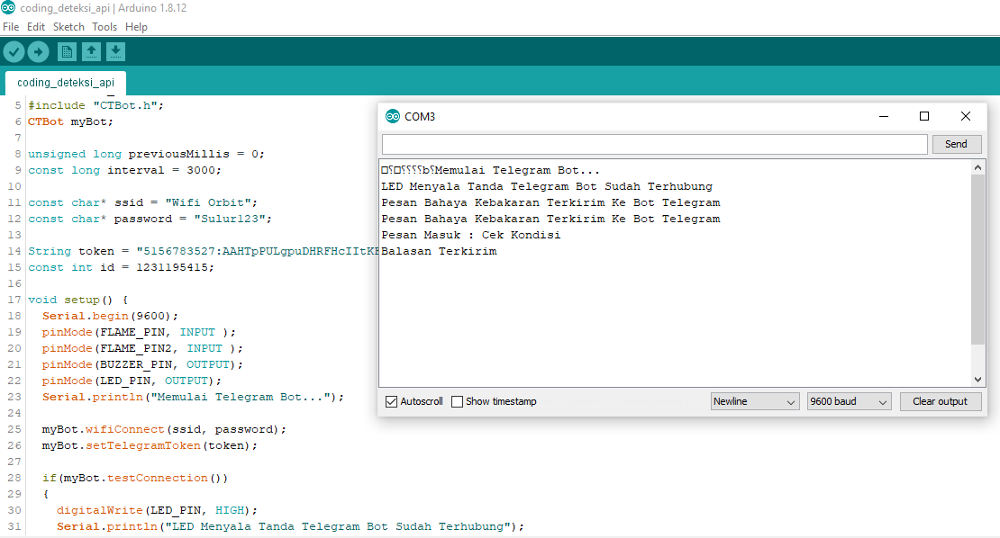 coding_deteksi_api | Arduino 1.8.12
File Edit Sketch Tools Help
coding_deteksi_api
5 #include "CTBot.h";
6 CTBot myBot;
7
8 unsigned long previousMillis = 0;
9 const long interval = 3000;
10
11 const char* ssid = "Wifi Orbit";
12 const char* password = "Sulur123";
13
14 String token = "5156783527:AAHTpPULgpuDHRFHcIItKE
15 const int id = 1231195415;
16
17 void setup() {
18 Serial.begin(9600);
19 pinMode(FLAME_PIN, INPUT );
20 pinMode(FLAME_PIN2, INPUT );
21 pinMode(BUZZER_PIN, OUTPUT);
22 pinMode(LED_PIN, OUTPUT);
23 Serial.println("Memulai Telegram Bot...");
24
25 myBot.wifiConnect(ssid, password);
26 myBot.setTelegramToken(token);
27
28 if(myBot.testConnection())
29 {
30 digitalWrite(LED_PIN, HIGH);
31 Serial.println("LED Menyala Tanda Telegram Bot Sudah Terhubung");
COM3
Send
□⸮□⸮⸮⸮⸮b⸮Memulai Telegram Bot...
LED Menyala Tanda Telegram Bot Sudah Terhubung
Pesan Bahaya Kebakaran Terkirim Ke Bot Telegram
Pesan Bahaya Kebakaran Terkirim Ke Bot Telegram
Pesan Masuk : Cek Kondisi
Balasan Terkirim
Autoscroll Show timestamp Newline 9600 baud Clear output